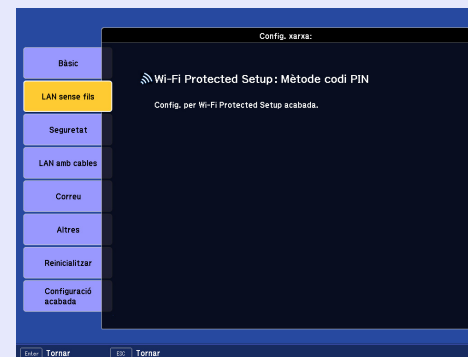 Config. xarxa:
Bàsic
LAN sense fils
Seguretat
LAN amb cables
Correu
Altres
Reinicialitzar
Configuració
acabada
Wi-Fi Protected Setup: Mètode codi PIN
Config. per Wi-Fi Protected Setup acabada.
Enter Tornar
ESC Tornar